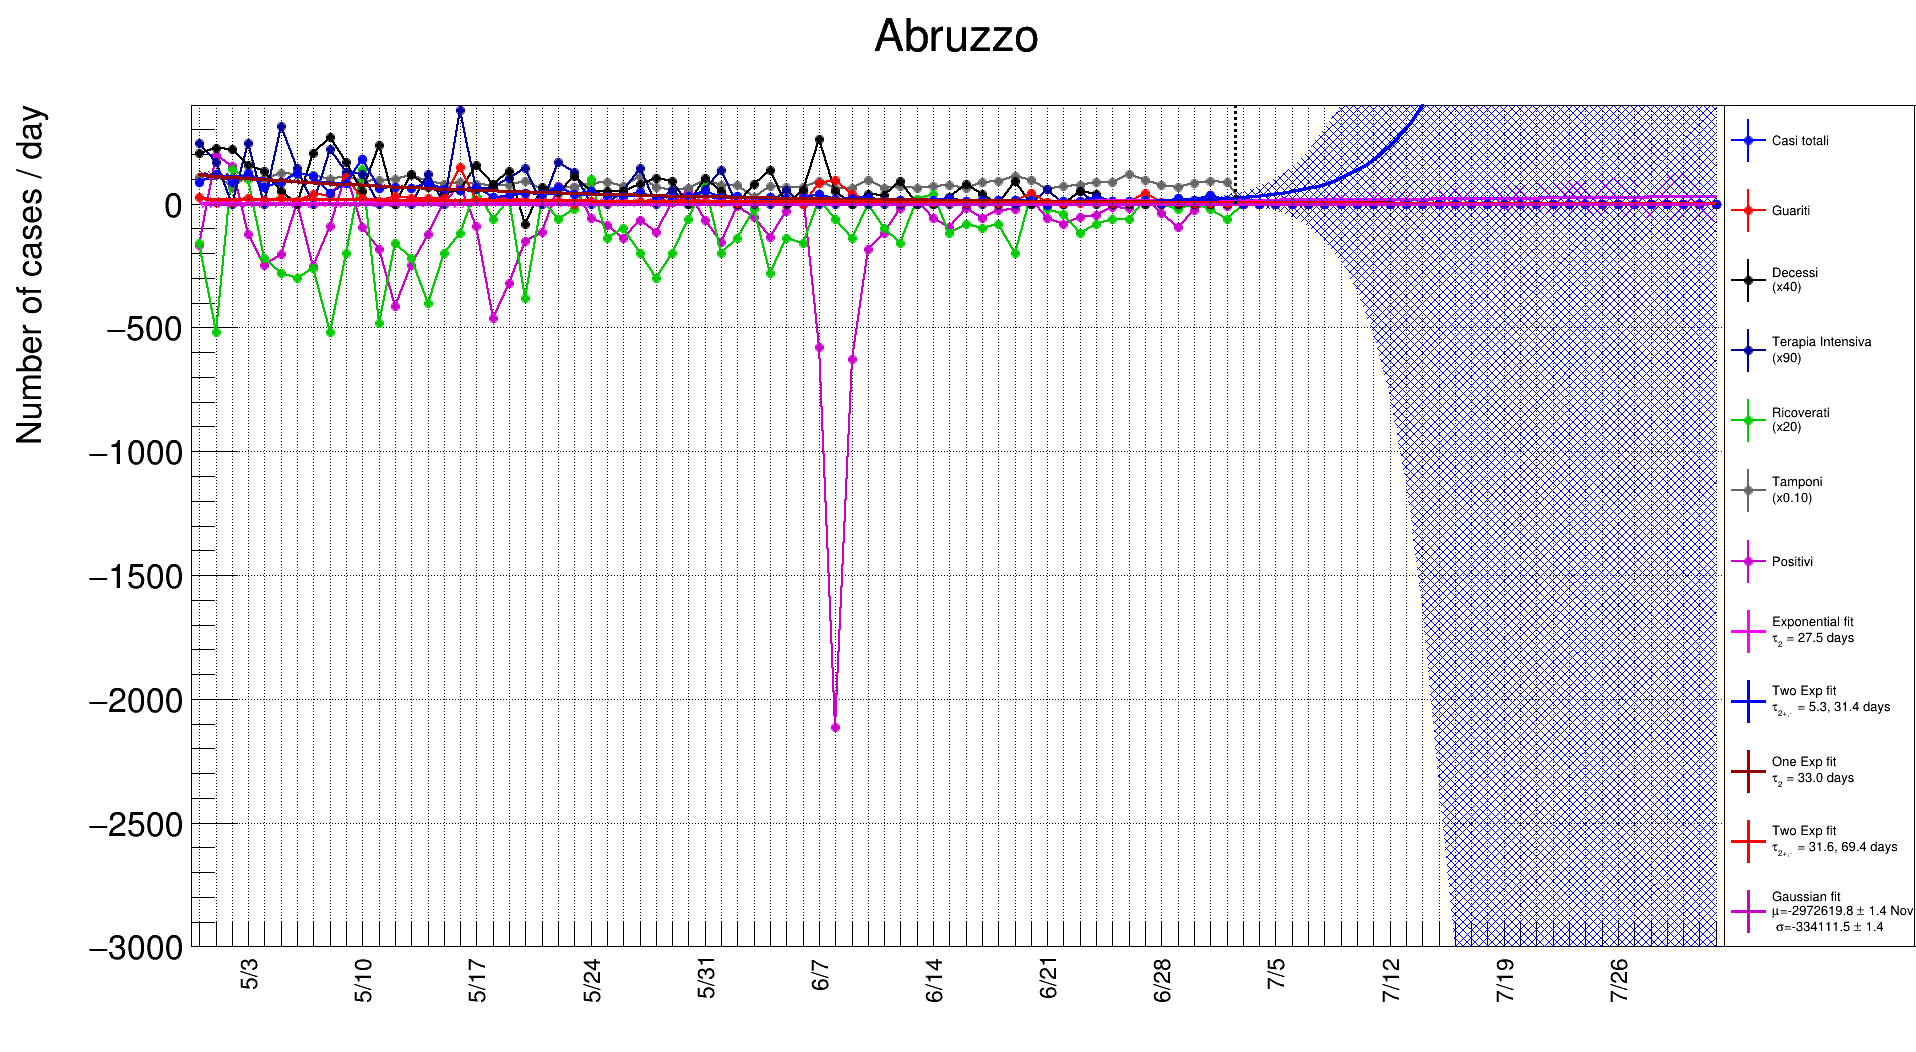 Abruzzo
Number of cases / day
0
−500
−1000
−1500
−2000
−2500
−3000
5/3
5/10
5/17
5/24
5/31
6/7
6/14
6/21
6/28
7/5
7/12
7/19
7/26
Casi totali
Guariti
Decessi
(x40)
Terapia Intensiva
(x90)
Ricoverati
(x20)
Tamponi
(x0.10)
Positivi
Exponential fit
τ2 = 27.5 days
Two Exp fit
τ2+,- = 5.3, 31.4 days
One Exp fit
τ2 = 33.0 days
Two Exp fit
τ2+,- = 31.6, 69.4 days
Gaussian fit
μ=-2972619.8 ± 1.4 Nov
σ=-334111.5 ± 1.4